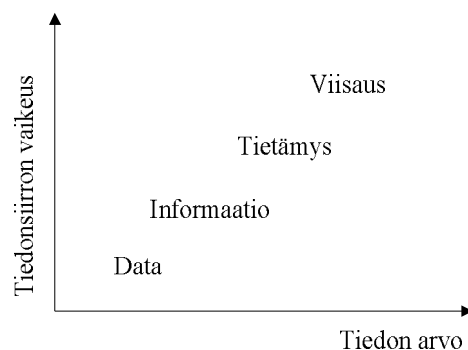 Tiedonsiirron vaikeus
Viisaus
Tietämys
Informaatio
Data
Tiedon arvo